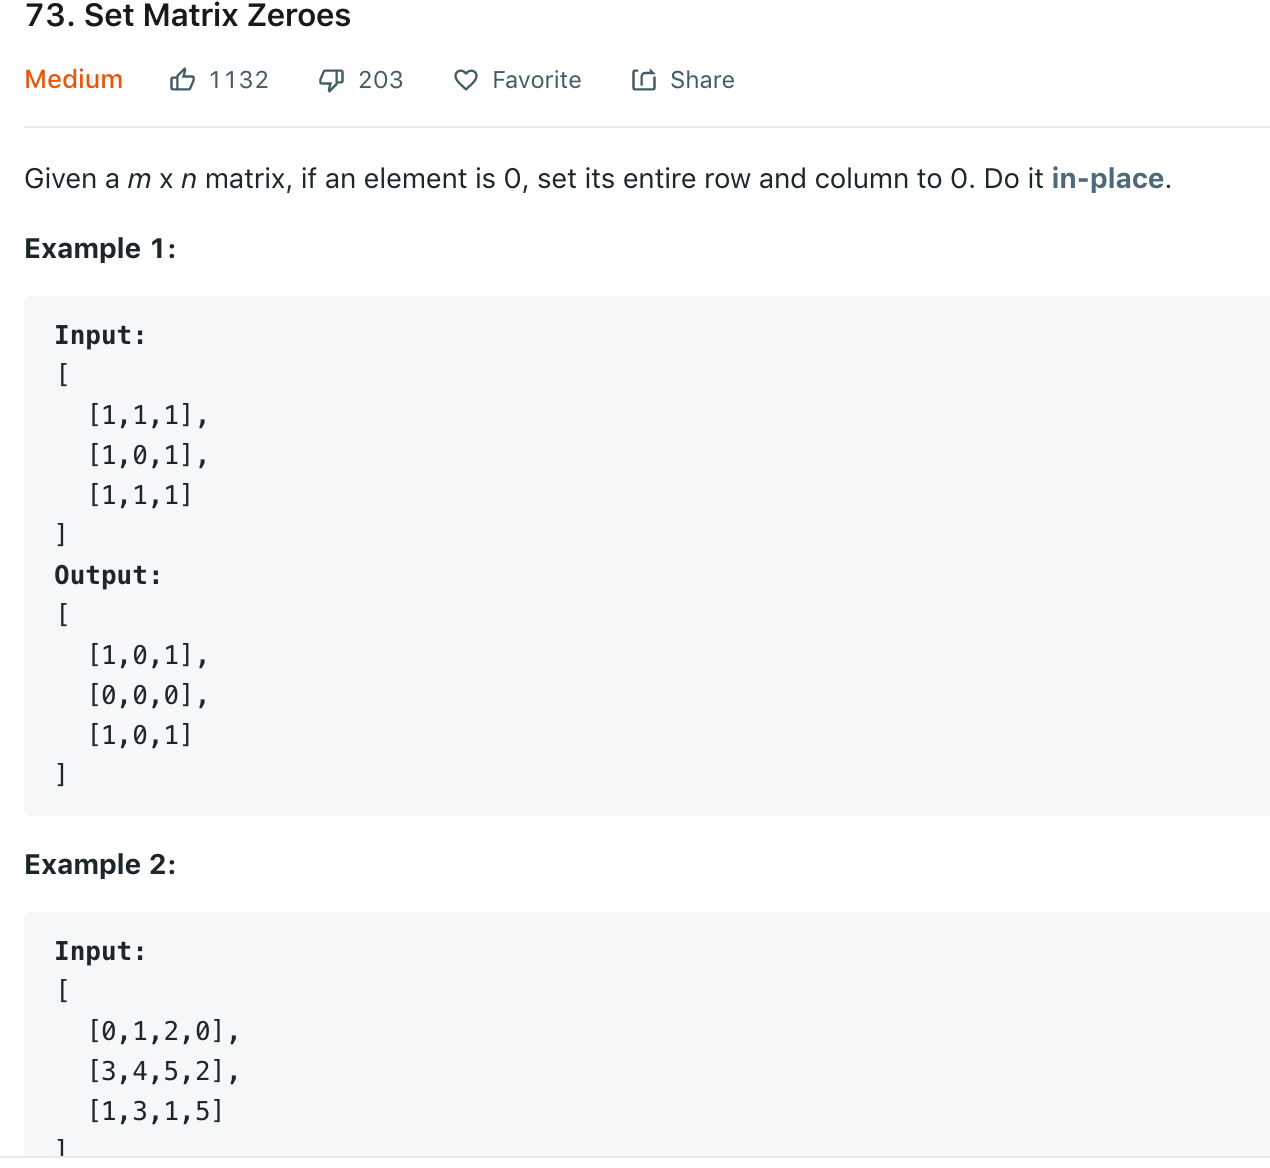 73. Set Matrix Zeroes
Medium 1132 203 Favorite Share
Given a m x n matrix, if an element is 0, set its entire row and column to 0. Do it in-place.
Example 1:
Input:
[
  [1,1,1],
  [1,0,1],
  [1,1,1]
]
Output:
[
  [1,0,1],
  [0,0,0],
  [1,0,1]
]
Example 2:
Input:
[
  [0,1,2,0],
  [3,4,5,2],
  [1,3,1,5]
]